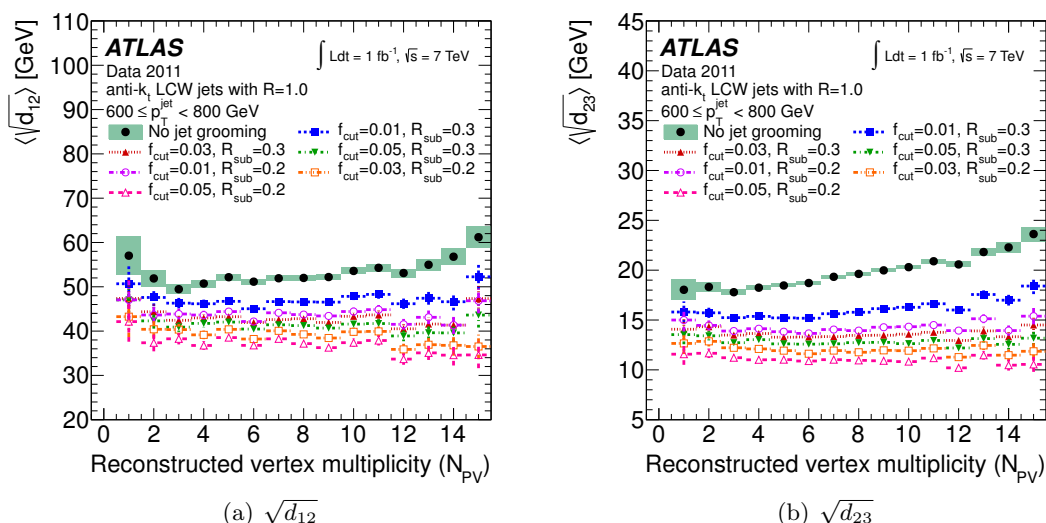 ⟨√d₁₂⟩ [GeV]
110
100
90
80
70
60
50
40
30
20
ATLAS
∫ Ldt = 1 fb⁻¹, √s = 7 TeV
Data 2011
anti-kₜ LCW jets with R=1.0
600 ≤ p_T^jet < 800 GeV
No jet grooming
f_cut=0.01, R_sub=0.3
f_cut=0.03, R_sub=0.3
f_cut=0.05, R_sub=0.3
f_cut=0.01, R_sub=0.2
f_cut=0.03, R_sub=0.2
f_cut=0.05, R_sub=0.2
0 2 4 6 8 10 12 14
Reconstructed vertex multiplicity (N_PV)
(a) √d₁₂
⟨√d₂₃⟩ [GeV]
45
40
35
30
25
20
15
10
5
ATLAS
∫ Ldt = 1 fb⁻¹, √s = 7 TeV
Data 2011
anti-kₜ LCW jets with R=1.0
600 ≤ p_T^jet < 800 GeV
No jet grooming
f_cut=0.01, R_sub=0.3
f_cut=0.03, R_sub=0.3
f_cut=0.05, R_sub=0.3
f_cut=0.01, R_sub=0.2
f_cut=0.03, R_sub=0.2
f_cut=0.05, R_sub=0.2
0 2 4 6 8 10 12 14
Reconstructed vertex multiplicity (N_PV)
(b) √d₂₃